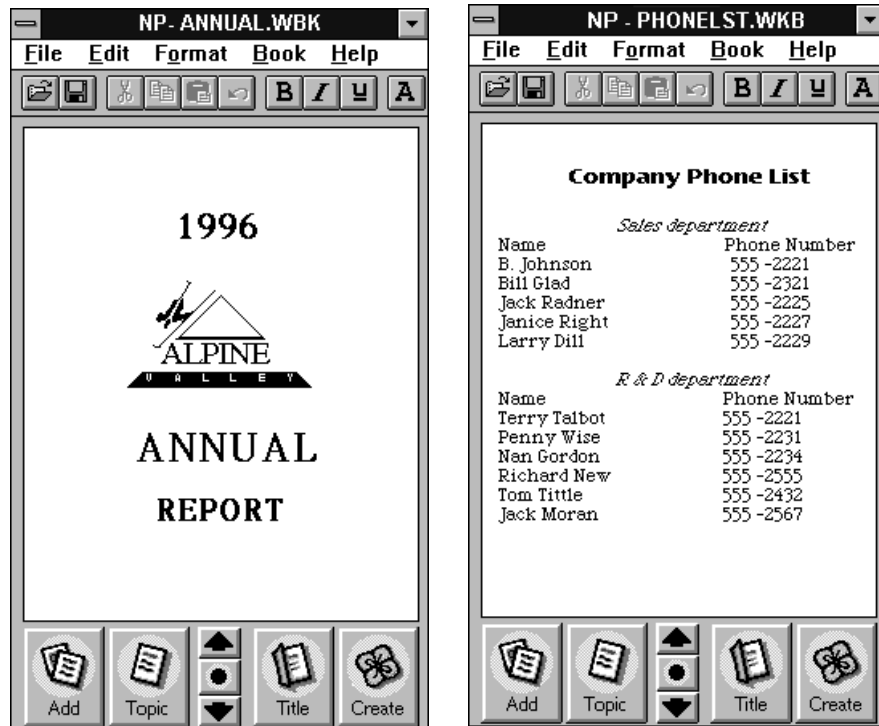 NP- ANNUAL.WBK
File Edit Format Book Help
B I U A
1996
ALPINE
VALLEY
ANNUAL
REPORT
Add Topic Title Create
NP - PHONELST.WKB
File Edit Format Book Help
B I U A
Company Phone List
Sales department
Name Phone Number
B. Johnson 555 -2221
Bill Glad 555 -2321
Jack Radner 555 -2225
Janice Right 555 -2227
Larry Dill 555 -2229
R & D department
Name Phone Number
Terry Talbot 555 -2221
Penny Wise 555 -2231
Nan Gordon 555 -2234
Richard New 555 -2555
Tom Tittle 555 -2432
Jack Moran 555 -2567
Add Topic Title Create